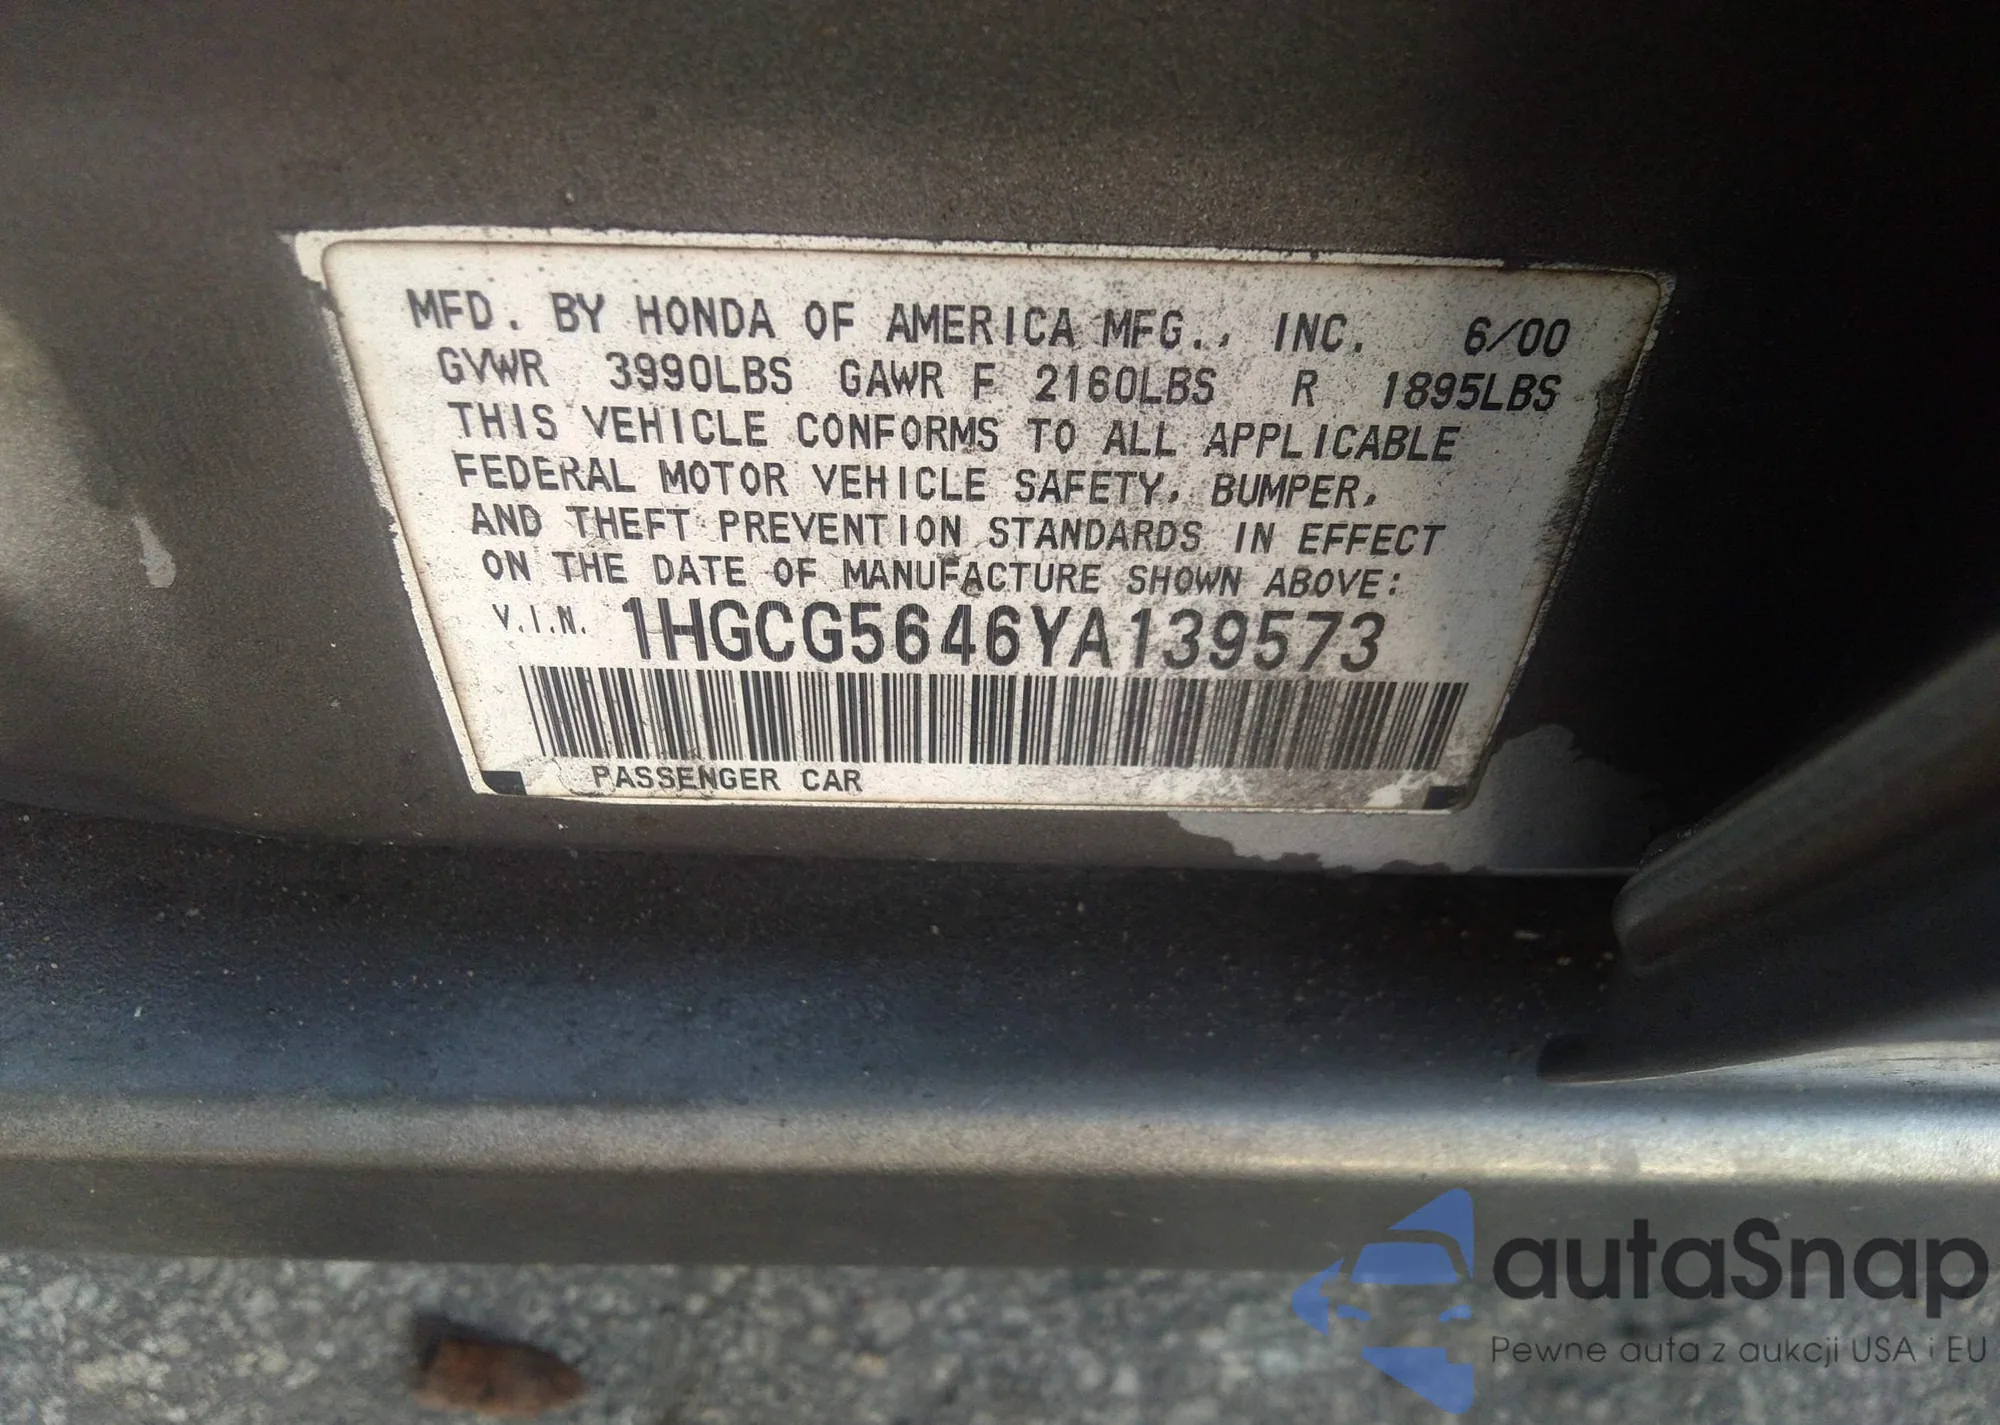 MFD. BY HONDA OF AMERICA MFG., INC. 6/00
GVWR 3990LBS GAWR F 2160LBS R 1895LBS
THIS VEHICLE CONFORMS TO ALL APPLICABLE
FEDERAL MOTOR VEHICLE SAFETY, BUMPER,
AND THEFT PREVENTION STANDARDS IN EFFECT
ON THE DATE OF MANUFACTURE SHOWN ABOVE:
V.I.N. 1HGCG5646YA139573
PASSENGER CAR
autaSnap
Pewne auta z aukcji USA i EU